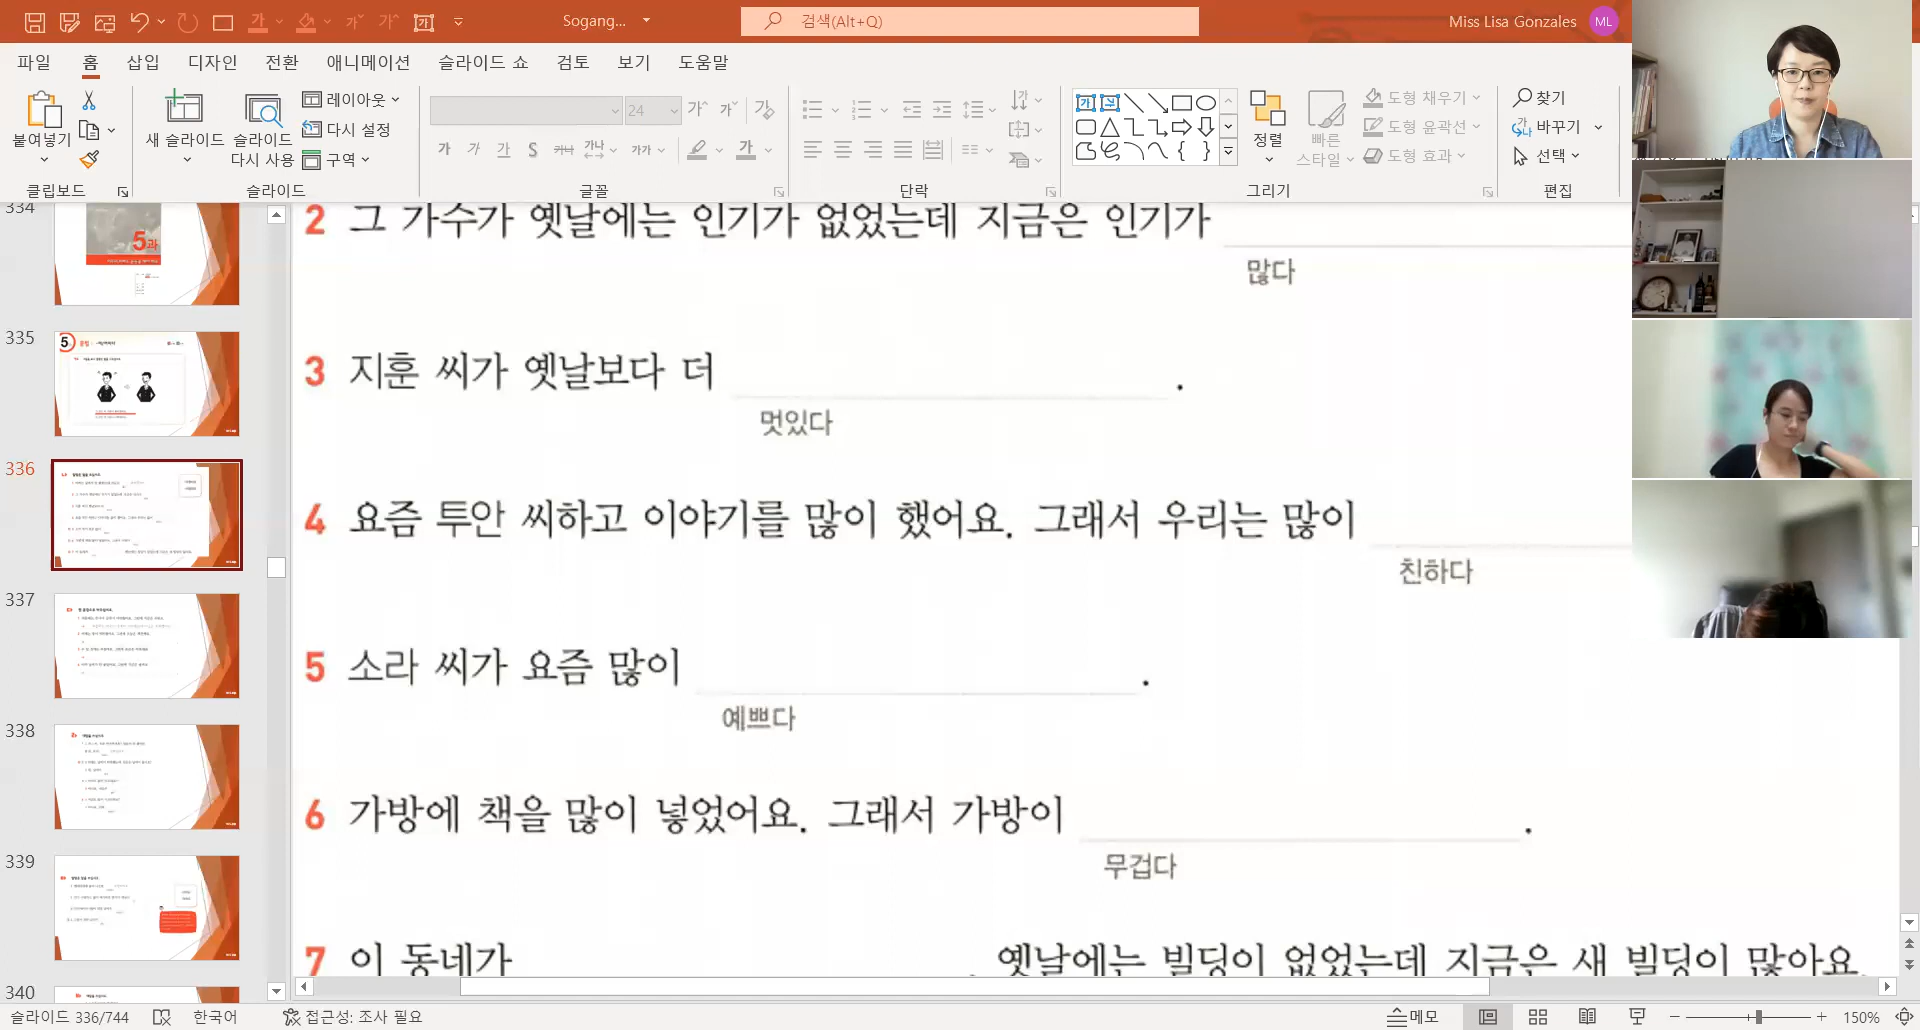 Sogang...
검색(Alt+Q)
Miss Lisa Gonzales
ML
파일 홈 삽입 디자인 전환 애니메이션 슬라이드 쇼 검토 보기 도움말
붙여넣기
새 슬라이드
슬라이드 다시 사용
레이아웃
다시 설정
구역
24
정렬
빠른 스타일
도형 채우기
도형 윤곽선
도형 효과
찾기
바꾸기
선택
클립보드 슬라이드 글꼴 단락 그리기 편집
334
5과
335
336
337
338
339
340
2 그 가수가 옛날에는 인기가 없었는데 지금은 인기가
많다
3 지훈 씨가 옛날보다 더 .
멋있다
4 요즘 투안 씨하고 이야기를 많이 했어요. 그래서 우리는 많이
친하다
5 소라 씨가 요즘 많이 .
예쁘다
6 가방에 책을 많이 넣었어요. 그래서 가방이 .
무겁다
7 이 동네가 . 옛날에는 빌딩이 없었는데 지금은 새 빌딩이 많아요.
슬라이드 336/744 한국어 접근성: 조사 필요 메모 150%